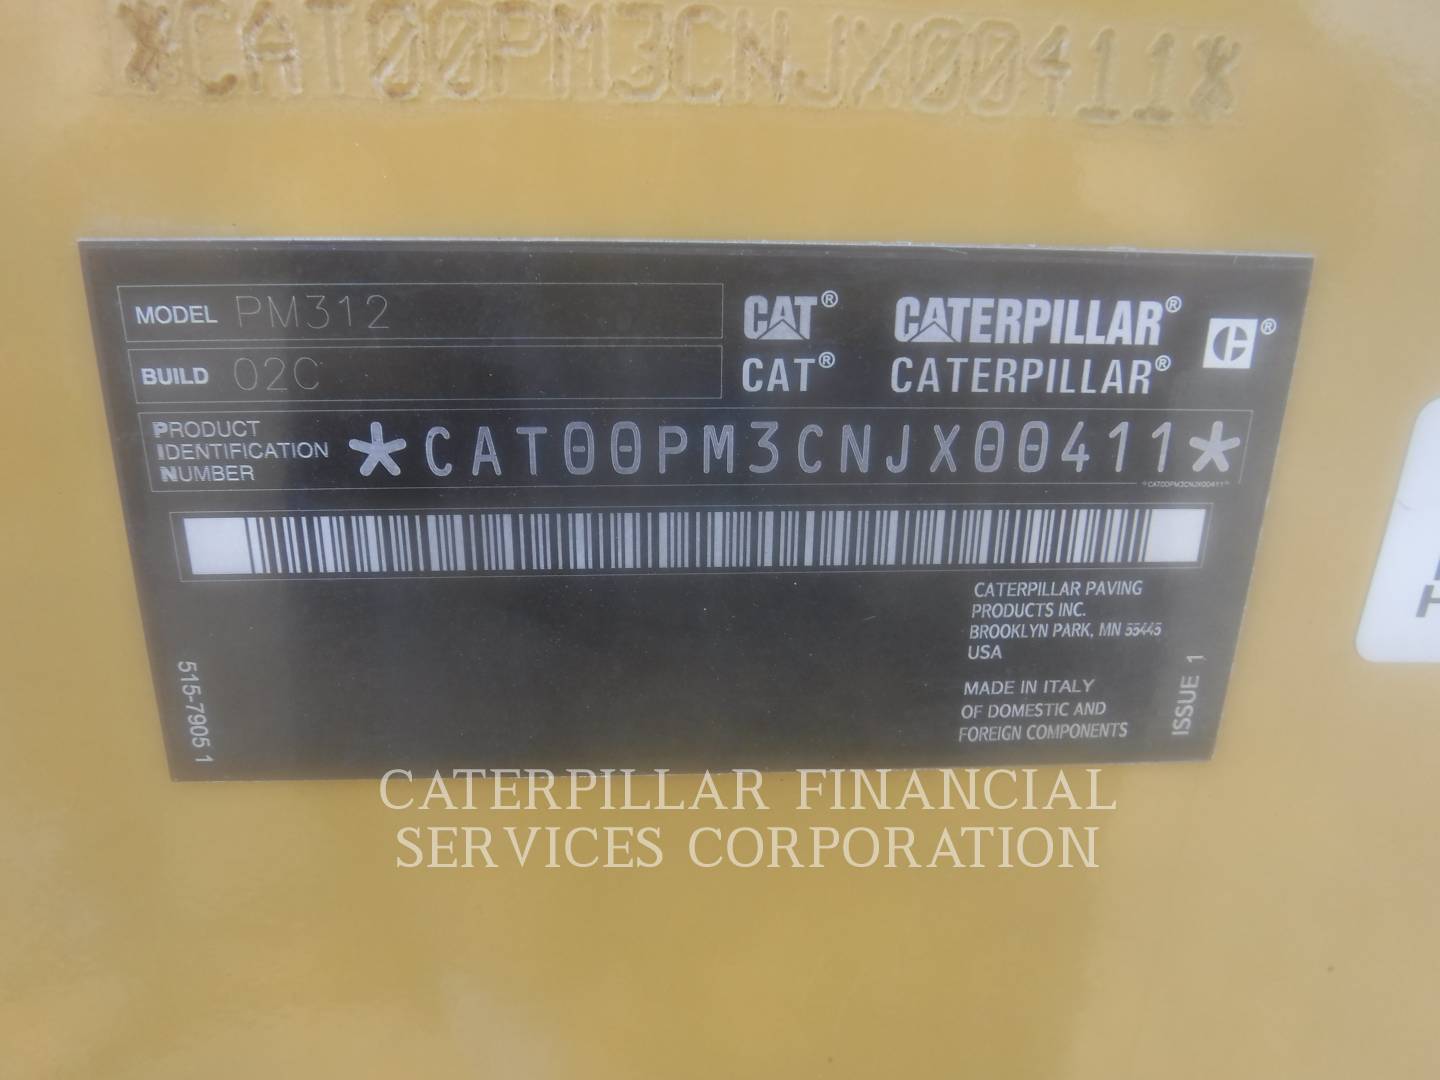 *CAT00PM3CNJX00411*
MODEL PM312
CAT® CATERPILLAR® ®
BUILD 02C
CAT® CATERPILLAR®
PRODUCT
IDENTIFICATION
NUMBER
*CAT00PM3CNJX00411*
*CAT00PM3CNJX00411*
CATERPILLAR PAVING
PRODUCTS INC.
BROOKLYN PARK, MN 55445
USA
MADE IN ITALY
OF DOMESTIC AND
FOREIGN COMPONENTS
515-7905 1
ISSUE 1
CATERPILLAR FINANCIAL
SERVICES CORPORATION